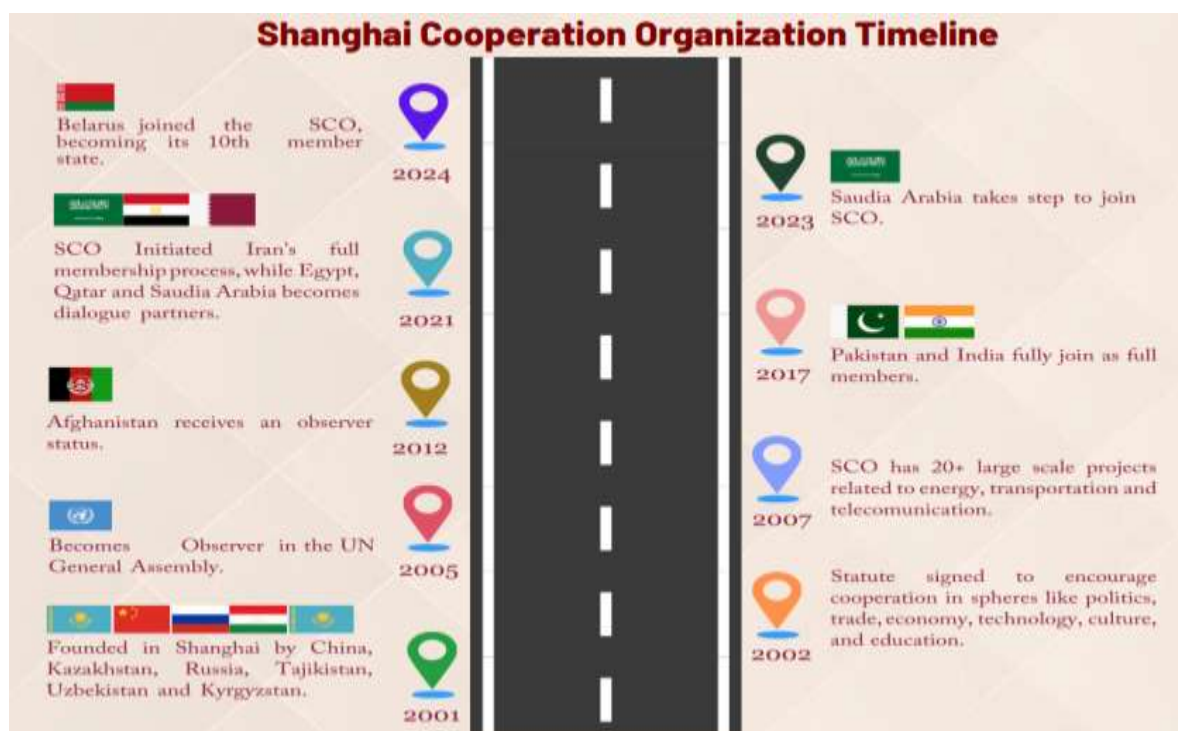 Shanghai Cooperation Organization Timeline
Belarus joined the SCO,
becoming its 10th member
state.
2024
Saudia Arabia takes step to join
SCO.
2023
SCO Initiated Iran's full
membership process, while Egypt,
Qatar and Saudia Arabia becomes
dialogue partners.
2021
Pakistan and India fully join as full
members.
2017
Afghanistan receives an observer
status.
2012
SCO has 20+ large scale projects
related to energy, transportation and
telecomunication.
2007
Becomes Observer in the UN
General Assembly.
2005
Statute signed to encourage
cooperation in spheres like politics,
trade, economy, technology, culture,
and education.
2002
Founded in Shanghai by China,
Kazakhstan, Russia, Tajikistan,
Uzbekistan and Kyrgyzstan.
2001